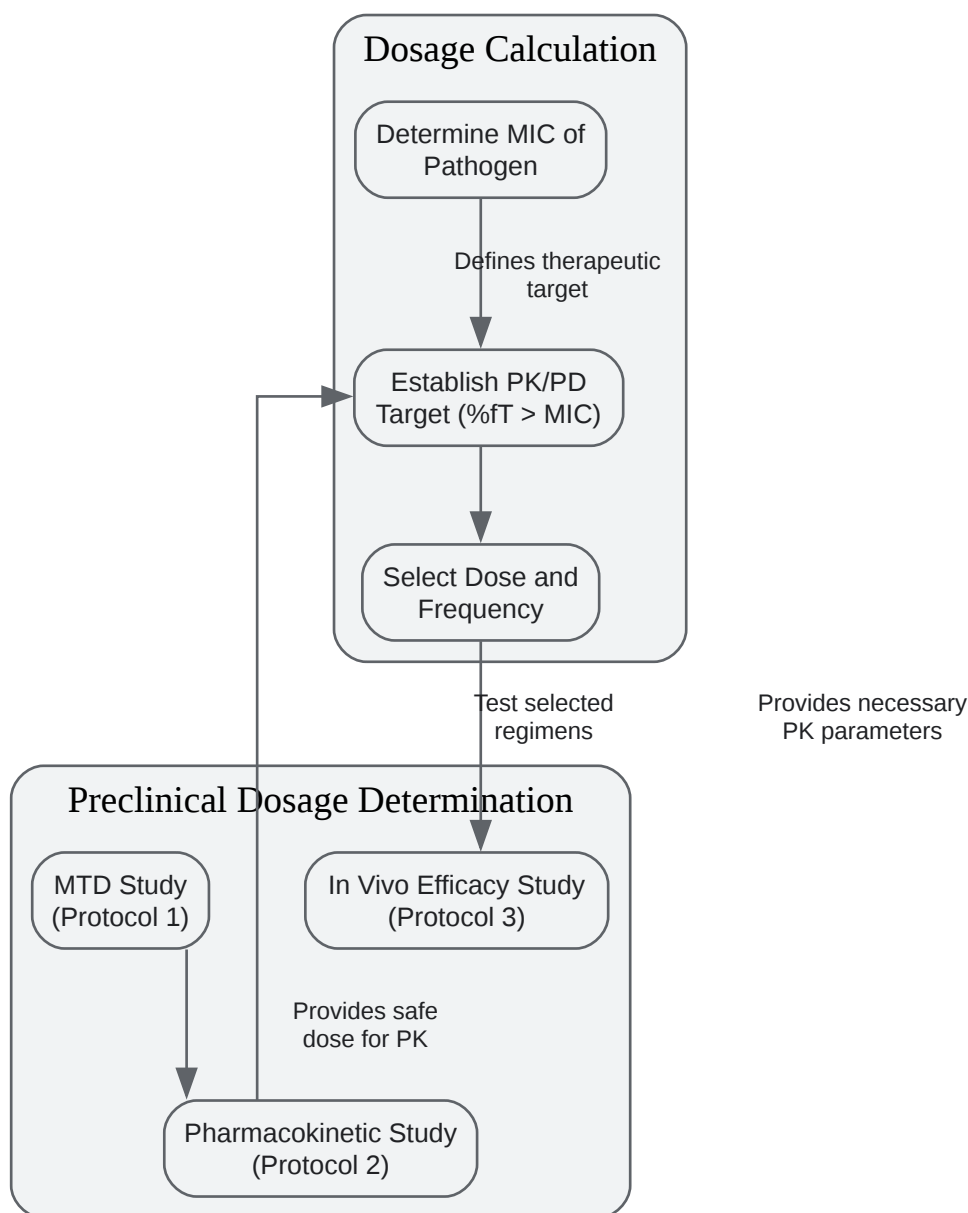 Dosage Calculation
Determine MIC of
Pathogen
Defines therapeutic
target
Establish PK/PD
Target (%fT > MIC)
Select Dose and
Frequency
Test selected
regimens
Provides necessary
PK parameters
Preclinical Dosage Determination
MTD Study
(Protocol 1)
In Vivo Efficacy Study
(Protocol 3)
Provides safe
dose for PK
Pharmacokinetic Study
(Protocol 2)